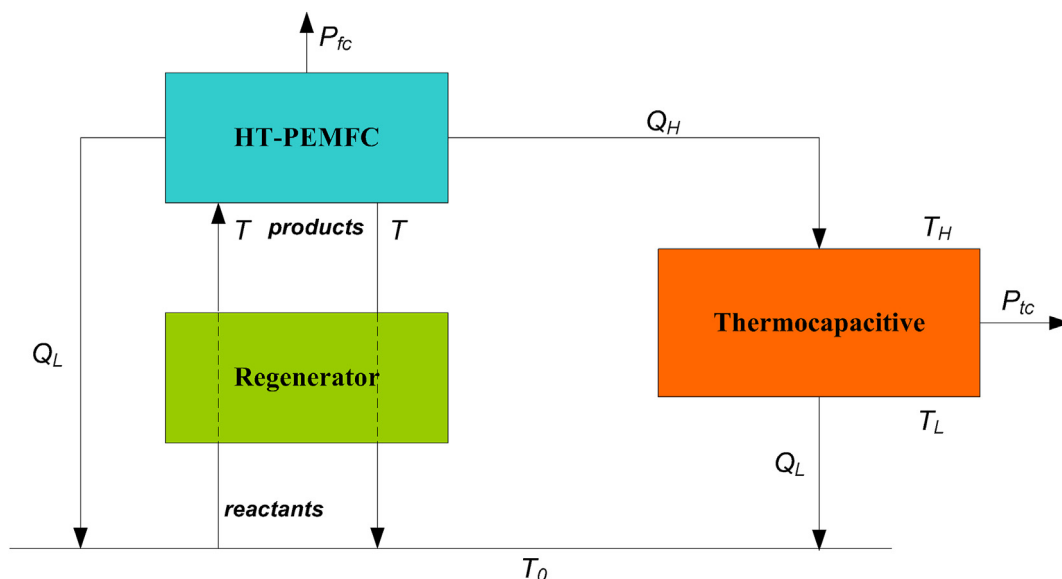 P_fc
HT-PEMFC
Q_H
T products T
T_H
Thermocapacitive
P_tc
Q_L
Regenerator
T_L
Q_L
reactants
T_0